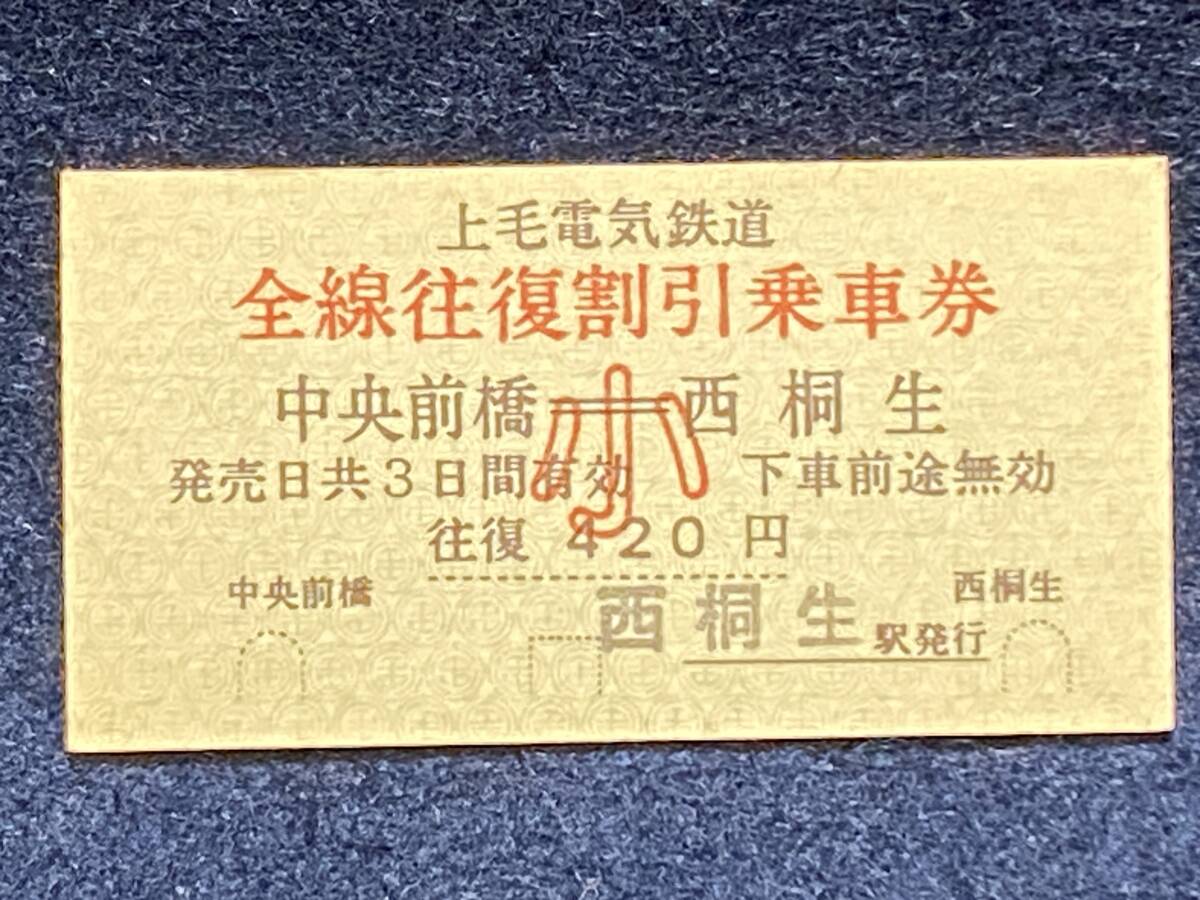 上毛電気鉄道
全線往復割引乗車券
中央前橋＝西桐生
小
発売日共３日間有効　下車前途無効
往復 ４２０ 円
中央前橋
西桐生
西桐生駅発行